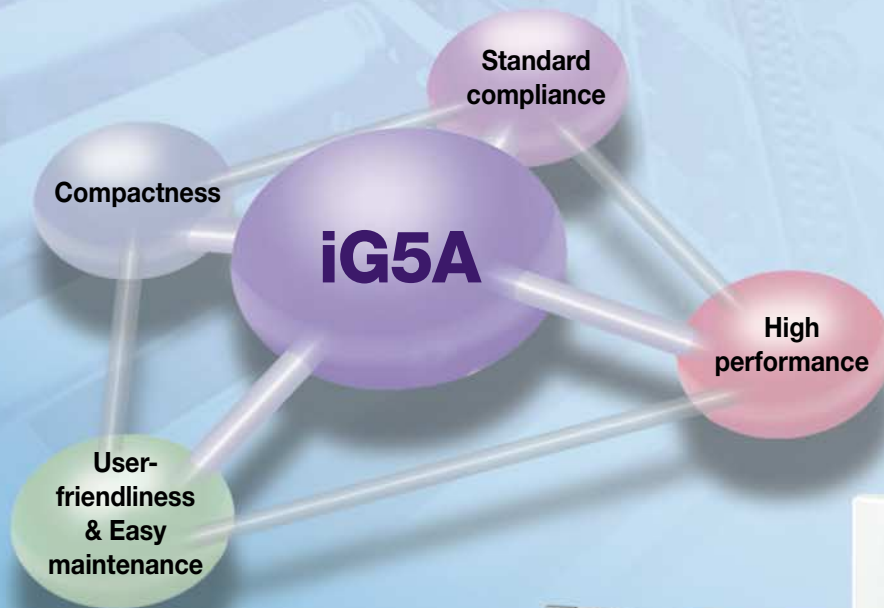 Standard
compliance
Compactness
iG5A
High
performance
User-
friendliness
& Easy
maintenance